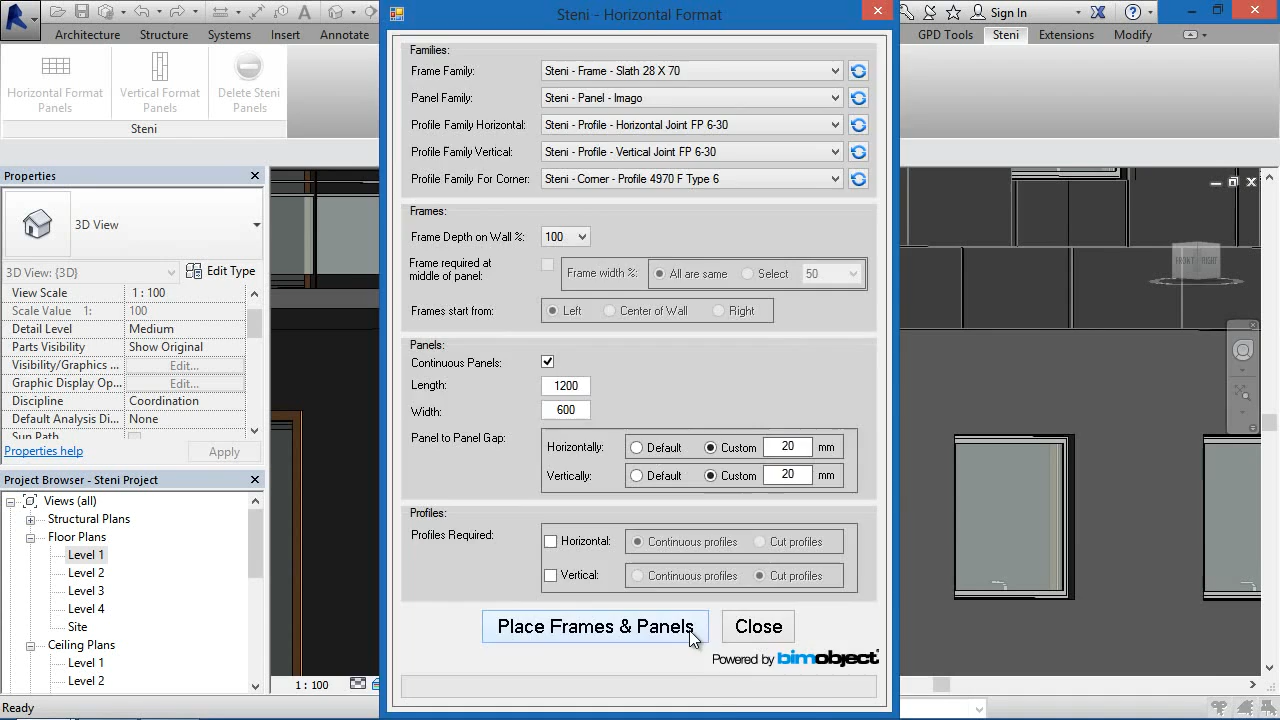 Steni - Horizontal Format
Sign In
Architecture Structure Systems Insert Annotate
GPD Tools Steni Extensions Modify
Horizontal Format Panels
Vertical Format Panels
Delete Steni Panels
Steni
Properties
3D View
3D View: {3D}
Edit Type
View Scale 1 : 100
Scale Value 1: 100
Detail Level Medium
Parts Visibility Show Original
Visibility/Graphics ... Edit...
Graphic Display Op... Edit...
Discipline Coordination
Default Analysis Di... None
Sun Path
Properties help
Apply
Project Browser - Steni Project
Views (all)
Structural Plans
Floor Plans
Level 1
Level 2
Level 3
Level 4
Site
Ceiling Plans
Level 1
Level 2
Ready
1 : 100
Families:
Frame Family: Steni - Frame - Slath 28 X 70
Panel Family: Steni - Panel - Imago
Profile Family Horizontal: Steni - Profile - Horizontal Joint FP 6-30
Profile Family Vertical: Steni - Profile - Vertical Joint FP 6-30
Profile Family For Corner: Steni - Corner - Profile 4970 F Type 6
Frames:
Frame Depth on Wall %: 100
Frame required at middle of panel: Frame width %: All are same Select 50
Frames start from: Left Center of Wall Right
Panels:
Continuous Panels:
Length: 1200
Width: 600
Panel to Panel Gap: Horizontally: Default Custom 20 mm
Vertically: Default Custom 20 mm
Profiles:
Profiles Required: Horizontal: Continuous profiles Cut profiles
Vertical: Continuous profiles Cut profiles
Place Frames & Panels Close
Powered by bimobject
FRONT RIGHT